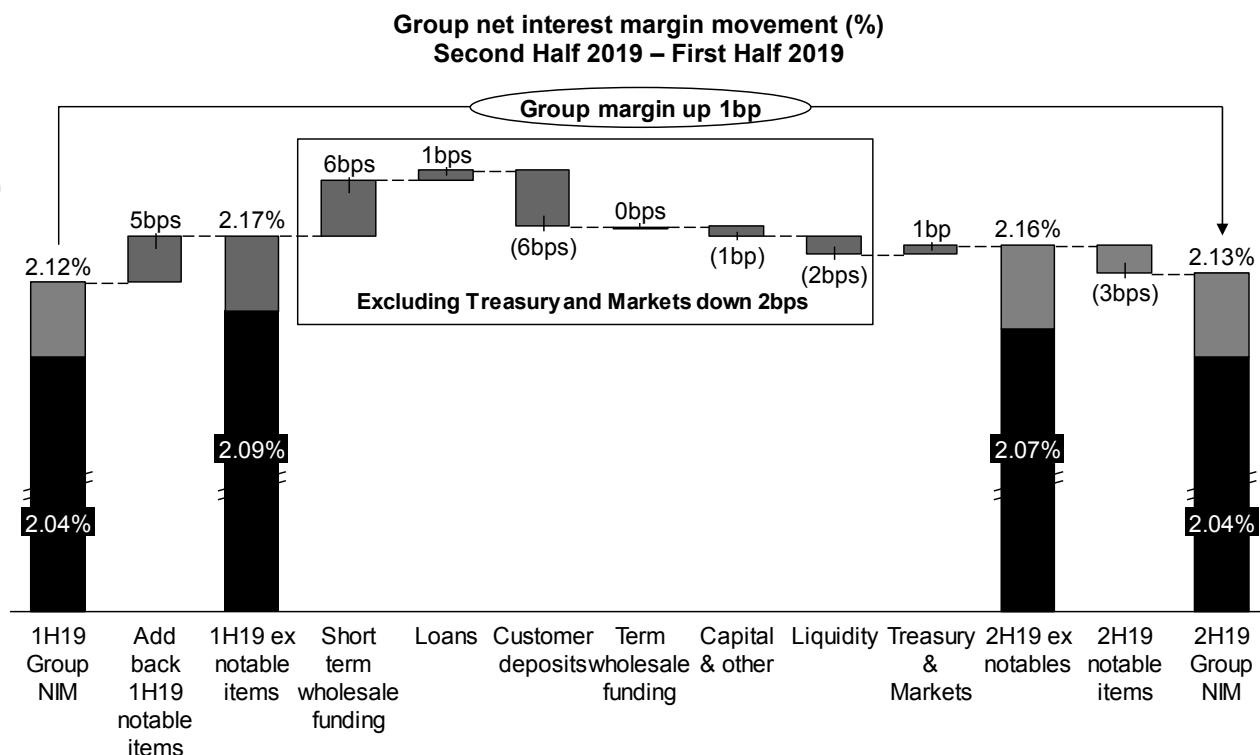 Group net interest margin movement (%)
Second Half 2019 – First Half 2019
Group margin up 1bp
6bps
1bps
5bps
2.17%
0bps
1bp
2.16%
2.12%
(6bps)
(1bp)
(2bps)
(3bps)
2.13%
Excluding Treasury and Markets down 2bps
2.09%
2.07%
2.04%
2.04%
1H19
Group
NIM
Add
back
1H19
notable
items
1H19 ex
notable
items
Short
term
wholesale
funding
Loans
Customer
deposits
Term
wholesale
funding
Capital
& other
Liquidity
Treasury
&
Markets
2H19 ex
notables
2H19
notable
items
2H19
Group
NIM